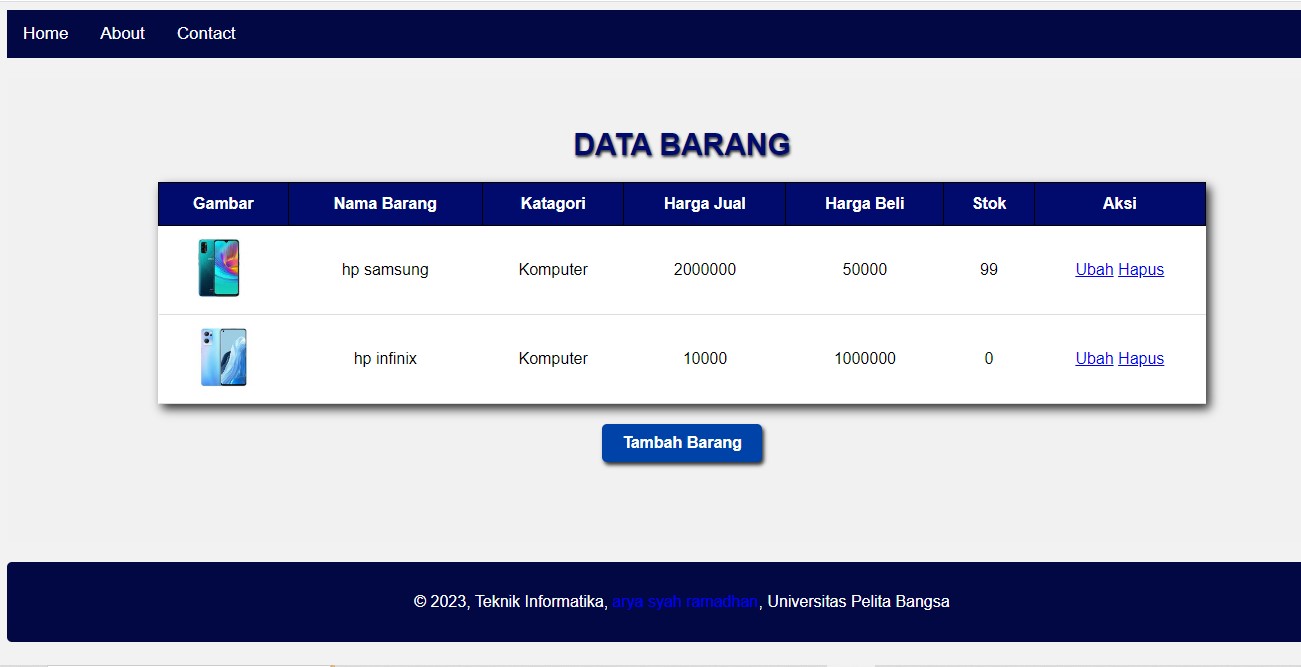 Home About Contact
DATA BARANG
Gambar Nama Barang Katagori Harga Jual Harga Beli Stok Aksi
hp samsung Komputer 2000000 50000 99 Ubah Hapus
hp infinix Komputer 10000 1000000 0 Ubah Hapus
Tambah Barang
© 2023, Teknik Informatika, arya syah ramadhan, Universitas Pelita Bangsa